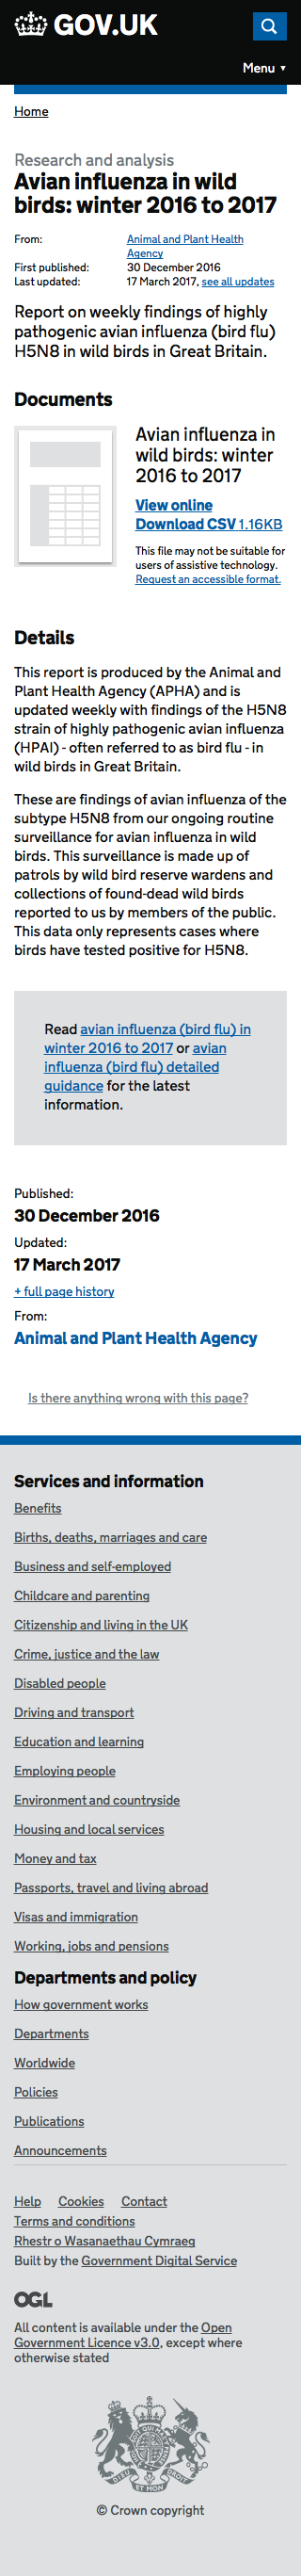 GOV.UK
Menu ▼
Home
Research and analysis
Avian influenza in wild
birds: winter 2016 to 2017
From: Animal and Plant Health
Agency
First published: 30 December 2016
Last updated: 17 March 2017, see all updates
Report on weekly findings of highly
pathogenic avian influenza (bird flu)
H5N8 in wild birds in Great Britain.
Documents
Avian influenza in
wild birds: winter
2016 to 2017
View online
Download CSV 1.16KB
This file may not be suitable for
users of assistive technology.
Request an accessible format.
Details
This report is produced by the Animal and
Plant Health Agency (APHA) and is
updated weekly with findings of the H5N8
strain of highly pathogenic avian influenza
(HPAI) - often referred to as bird flu - in
wild birds in Great Britain.
These are findings of avian influenza of the
subtype H5N8 from our ongoing routine
surveillance for avian influenza in wild
birds. This surveillance is made up of
patrols by wild bird reserve wardens and
collections of found-dead wild birds
reported to us by members of the public.
This data only represents cases where
birds have tested positive for H5N8.
Read avian influenza (bird flu) in
winter 2016 to 2017 or avian
influenza (bird flu) detailed
guidance for the latest
information.
Published:
30 December 2016
Updated:
17 March 2017
+ full page history
From:
Animal and Plant Health Agency
Is there anything wrong with this page?
Services and information
Benefits
Births, deaths, marriages and care
Business and self-employed
Childcare and parenting
Citizenship and living in the UK
Crime, justice and the law
Disabled people
Driving and transport
Education and learning
Employing people
Environment and countryside
Housing and local services
Money and tax
Passports, travel and living abroad
Visas and immigration
Working, jobs and pensions
Departments and policy
How government works
Departments
Worldwide
Policies
Publications
Announcements
Help Cookies Contact
Terms and conditions
Rhestr o Wasanaethau Cymraeg
Built by the Government Digital Service
OGL
All content is available under the Open
Government Licence v3.0, except where
otherwise stated
DIEU ET MON DROIT
© Crown copyright